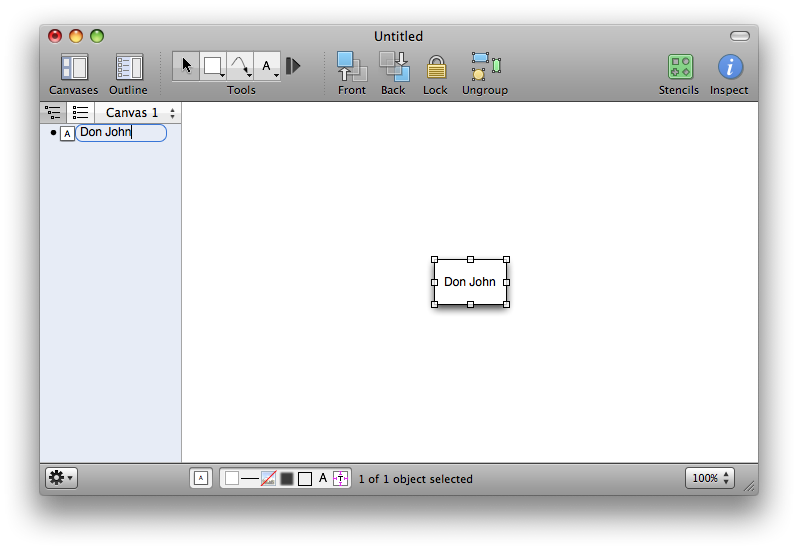 Untitled
Canvases Outline Tools Front Back Lock Ungroup Stencils Inspect
A
Canvas 1
A Don John
Don John
A A T 1 of 1 object selected 100%